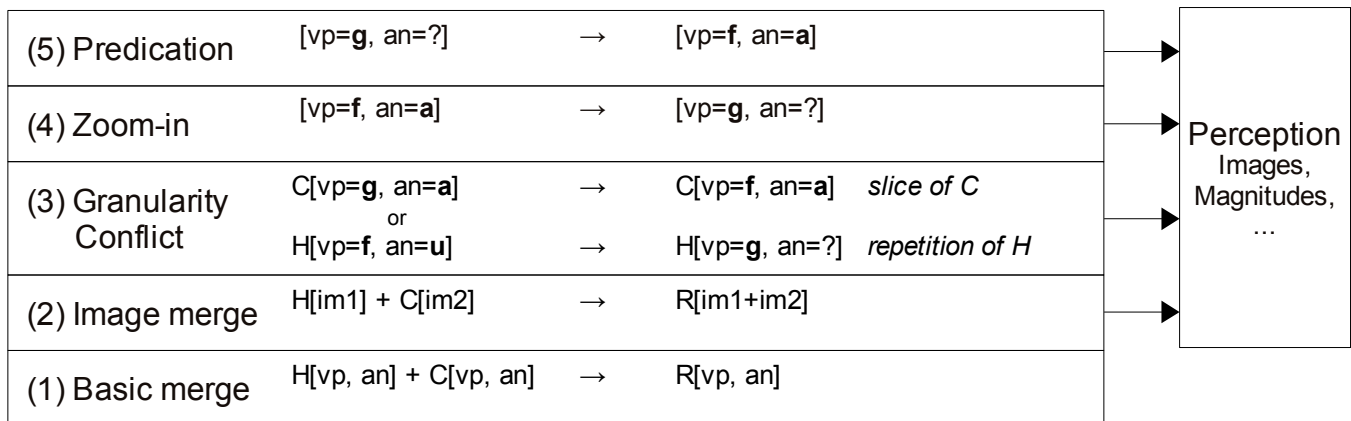 (5) Predication [vp=g, an=?] → [vp=f, an=a]
(4) Zoom-in [vp=f, an=a] → [vp=g, an=?]
(3) Granularity Conflict C[vp=g, an=a] → C[vp=f, an=a] slice of C
or
H[vp=f, an=u] → H[vp=g, an=?] repetition of H
(2) Image merge H[im1] + C[im2] → R[im1+im2]
(1) Basic merge H[vp, an] + C[vp, an] → R[vp, an]
Perception
Images,
Magnitudes,
...